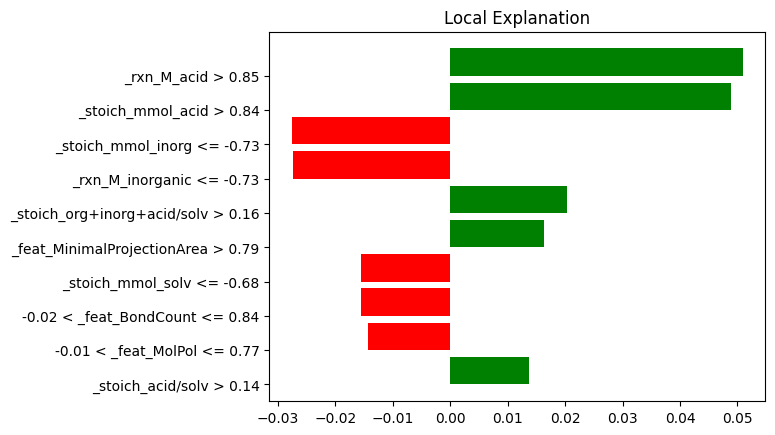 Local Explanation
_rxn_M_acid > 0.85
_stoich_mmol_acid > 0.84
_stoich_mmol_inorg <= -0.73
_rxn_M_inorganic <= -0.73
_stoich_org+inorg+acid/solv > 0.16
_feat_MinimalProjectionArea > 0.79
_stoich_mmol_solv <= -0.68
-0.02 < _feat_BondCount <= 0.84
-0.01 < _feat_MolPol <= 0.77
_stoich_acid/solv > 0.14
−0.03 −0.02 −0.01 0.00 0.01 0.02 0.03 0.04 0.05